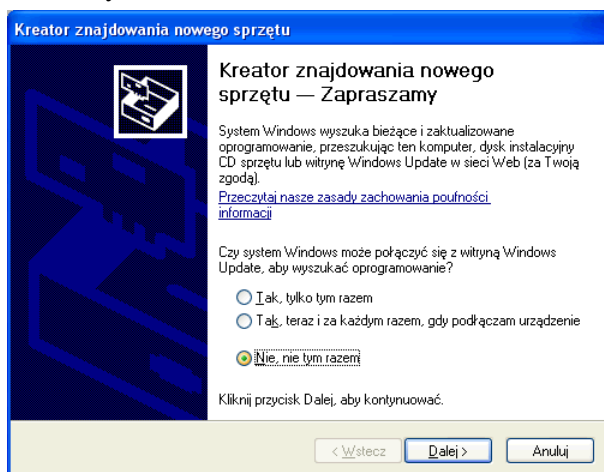 Kreator znajdowania nowego sprzętu
Kreator znajdowania nowego
sprzętu — Zapraszamy
System Windows wyszuka bieżące i zaktualizowane
oprogramowanie, przeszukując ten komputer, dysk instalacyjny
CD sprzętu lub witrynę Windows Update w sieci Web (za Twoją
zgodą).
Przeczytaj nasze zasady zachowania poufności
informacji
Czy system Windows może połączyć się z witryną Windows
Update, aby wyszukać oprogramowanie?
Tak, tylko tym razem
Tak, teraz i za każdym razem, gdy podłączam urządzenie
Nie, nie tym razem
Kliknij przycisk Dalej, aby kontynuować.
< Wstecz
Dalej >
Anuluj